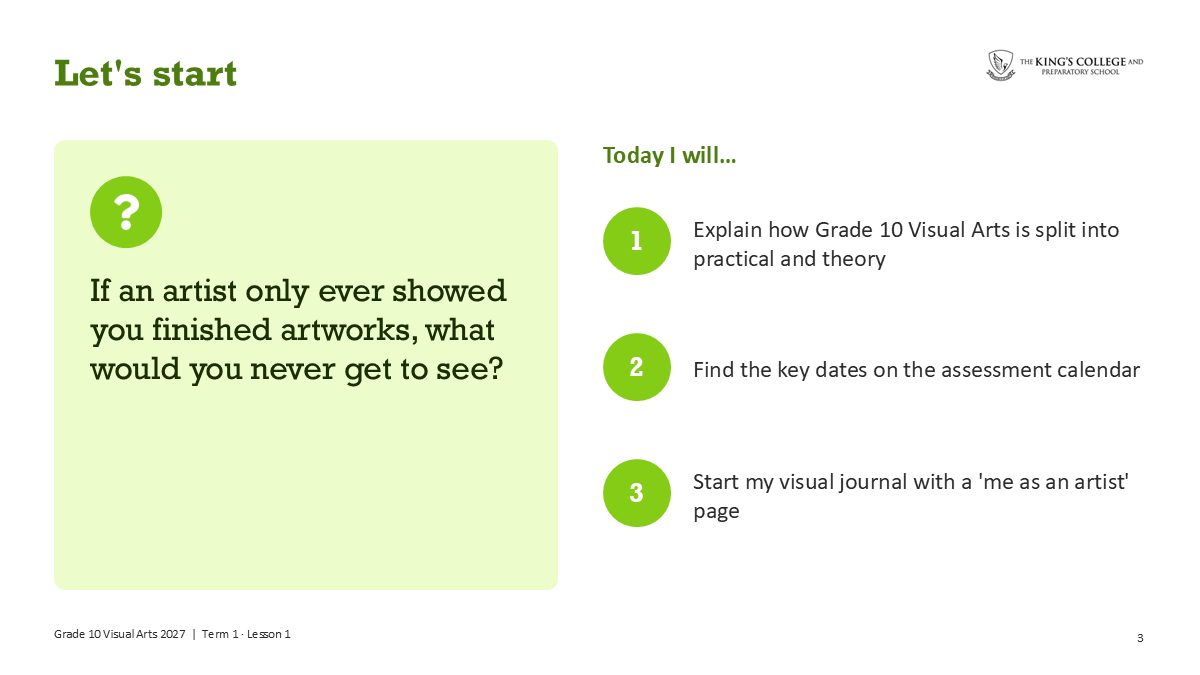 Let's start
THE KING'S COLLEGE AND
PREPARATORY SCHOOL
?
If an artist only ever showed
you finished artworks, what
would you never get to see?
Today I will...
1
Explain how Grade 10 Visual Arts is split into
practical and theory
2
Find the key dates on the assessment calendar
3
Start my visual journal with a 'me as an artist'
page
Grade 10 Visual Arts 2027 | Term 1 · Lesson 1
3